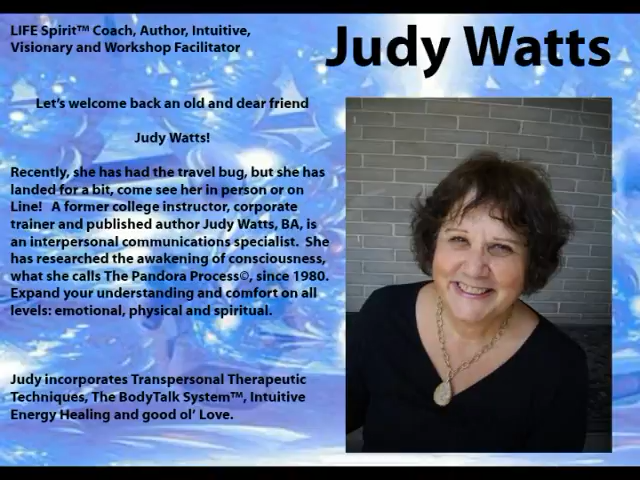 LIFE Spirit™ Coach, Author, Intuitive,
Visionary and Workshop Facilitator
Judy Watts
Let's welcome back an old and dear friend
Judy Watts!
Recently, she has had the travel bug, but she has
landed for a bit, come see her in person or on
Line!  A former college instructor, corporate
trainer and published author Judy Watts, BA, is
an interpersonal communications specialist.  She
has researched the awakening of consciousness,
what she calls The Pandora Process©, since 1980.
Expand your understanding and comfort on all
levels: emotional, physical and spiritual.
Judy incorporates Transpersonal Therapeutic
Techniques, The BodyTalk System™, Intuitive
Energy Healing and good ol' Love.